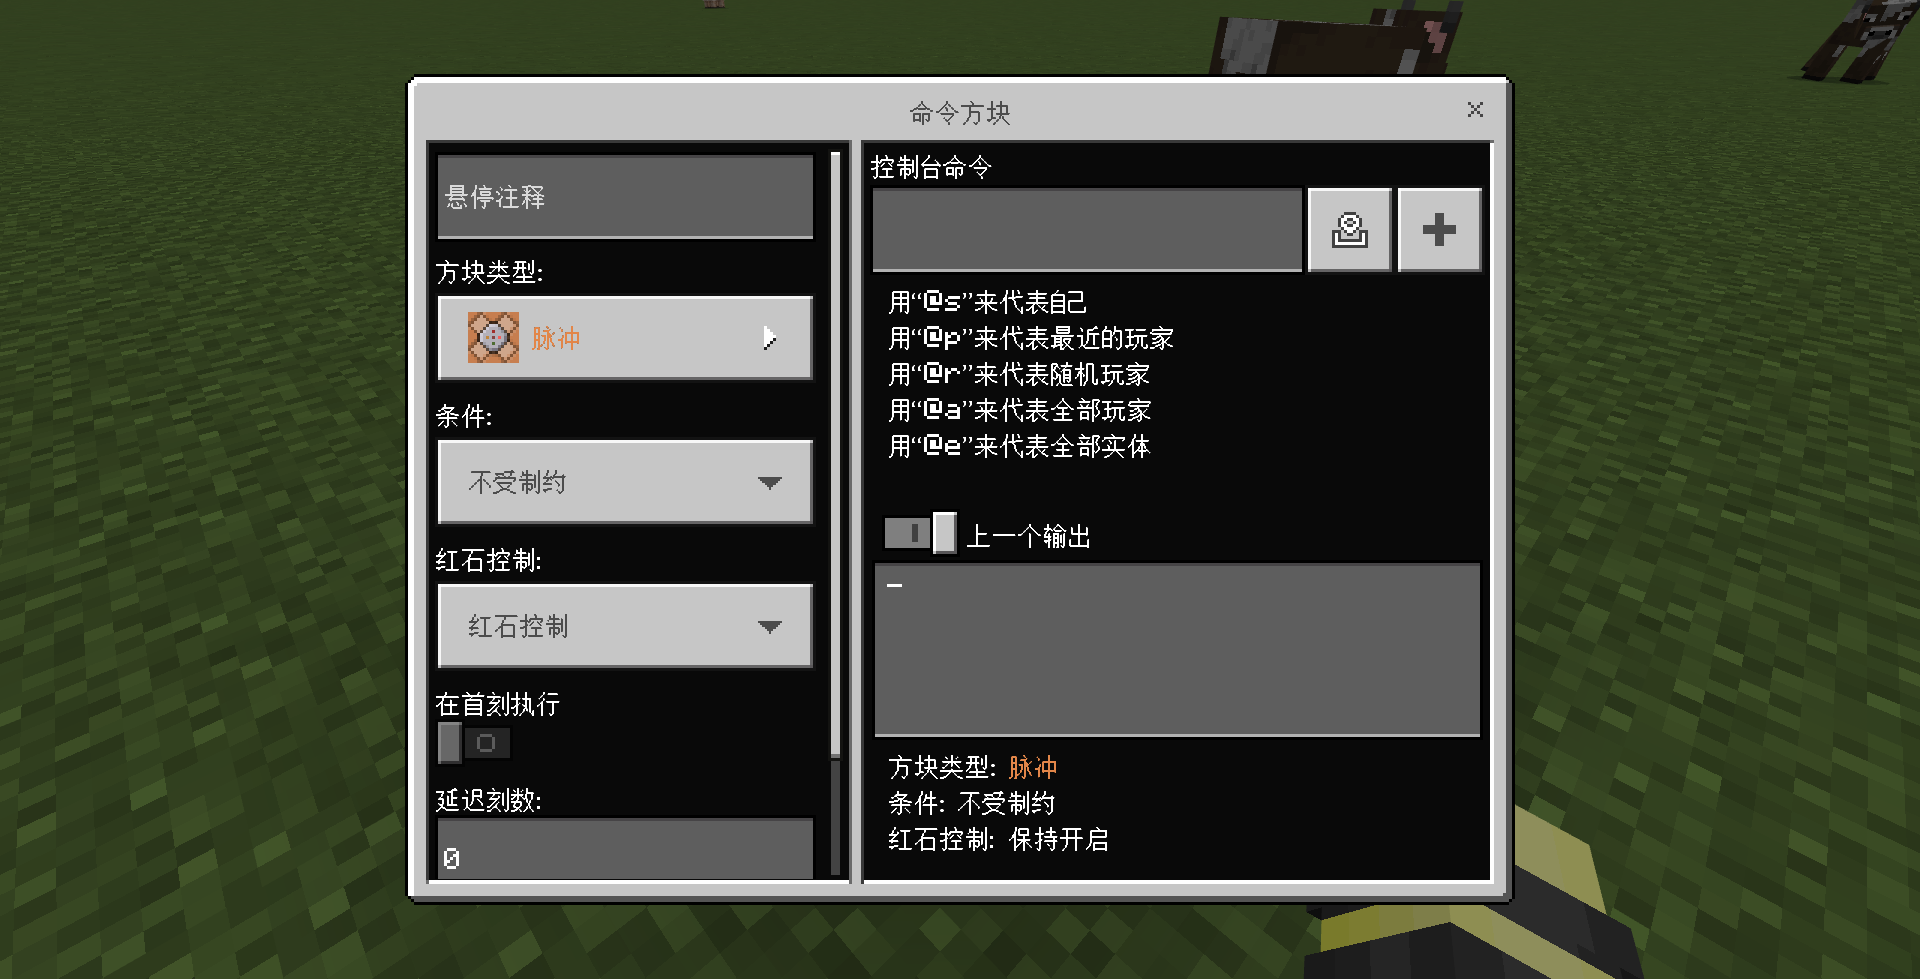 命令方块
悬停注释
方块类型:
脉冲
条件:
不受制约
红石控制:
红石控制
在首刻执行
延迟刻数:
0
控制台命令
用“@s”来代表自己
用“@p”来代表最近的玩家
用“@r”来代表随机玩家
用“@a”来代表全部玩家
用“@e”来代表全部实体
上一个输出
–
方块类型: 脉冲
条件: 不受制约
红石控制: 保持开启